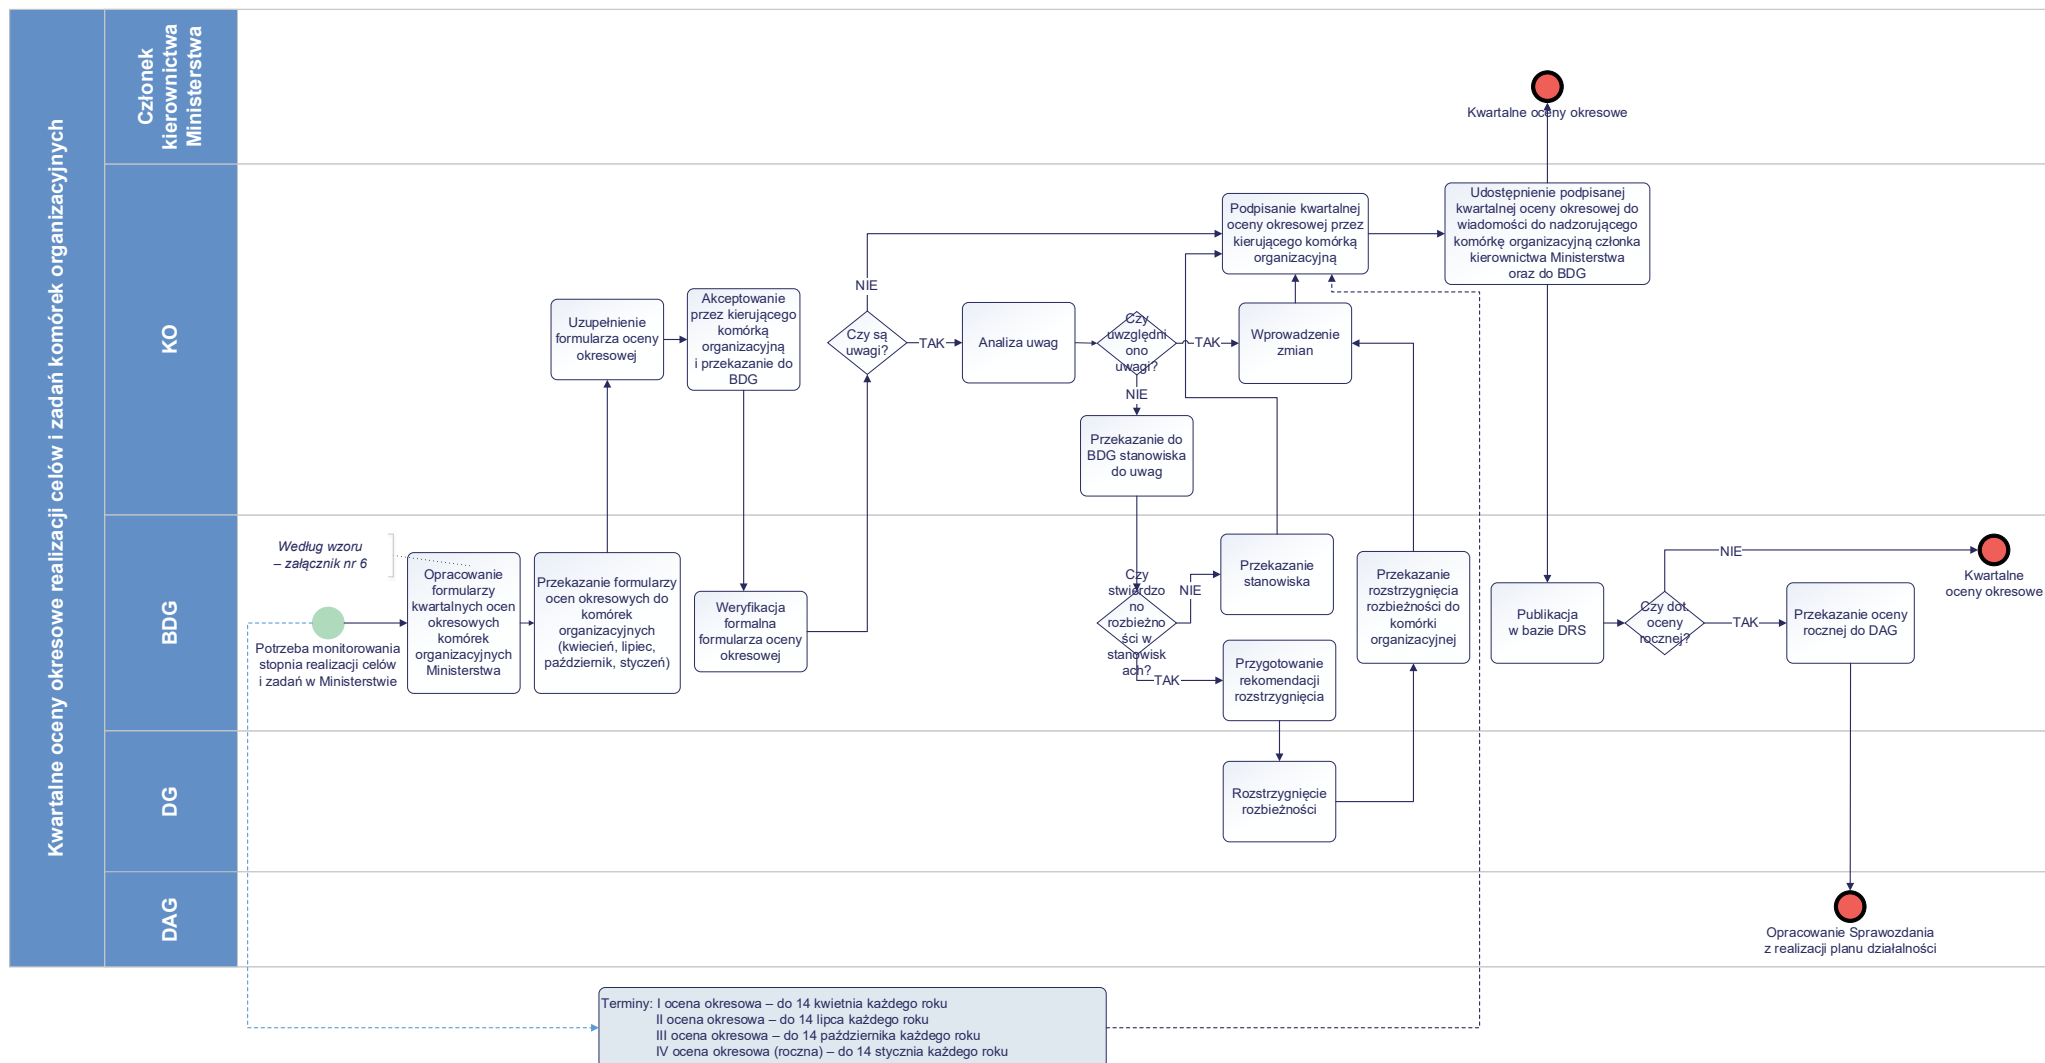 Kwartalne oceny okresowe realizacji celów i zadań komórek organizacyjnych
Członek
kierownictwa
Ministerstwa
Kwartalne oceny okresowe
KO
Uzupełnienie
formularza oceny
okresowej
Akceptowanie
przez kierującego
komórką
organizacyjną
i przekazanie do
BDG
NIE
Czy są
uwagi?
TAK
Analiza uwag
Czy
uwzględni
ono
uwagi?
TAK
NIE
Wprowadzenie
zmian
Podpisanie kwartalnej
oceny okresowej przez
kierującego komórką
organizacyjną
Udostępnienie podpisanej
kwartalnej oceny okresowej do
wiadomości do nadzorującego
komórkę organizacyjną członka
kierownictwa Ministerstwa
oraz do BDG
Przekazanie do
BDG stanowiska
do uwag
BDG
Według wzoru
– załącznik nr 6
Potrzeba monitorowania
stopnia realizacji celów
i zadań w Ministerstwie
Opracowanie
formularzy
kwartalnych ocen
okresowych
komórek
organizacyjnych
Ministerstwa
Przekazanie formularzy
ocen okresowych do
komórek
organizacyjnych
(kwiecień, lipiec,
październik, styczeń)
Weryfikacja
formalna
formularza oceny
okresowej
Czy
stwierdzo
no
rozbieżno
ści w
stanowisk
ach?
NIE
TAK
Przekazanie
stanowiska
Przygotowanie
rekomendacji
rozstrzygnięcia
Przekazanie
rozstrzygnięcia
rozbieżności do
komórki
organizacyjnej
Publikacja
w bazie DRS
Czy dot.
oceny
rocznej?
NIE
TAK
Przekazanie oceny
rocznej do DAG
Kwartalne
oceny okresowe
DG
Rozstrzygnięcie
rozbieżności
DAG
Opracowanie Sprawozdania
z realizacji planu działalności
Terminy: I ocena okresowa – do 14 kwietnia każdego roku
II ocena okresowa – do 14 lipca każdego roku
III ocena okresowa – do 14 października każdego roku
IV ocena okresowa (roczna) – do 14 stycznia każdego roku